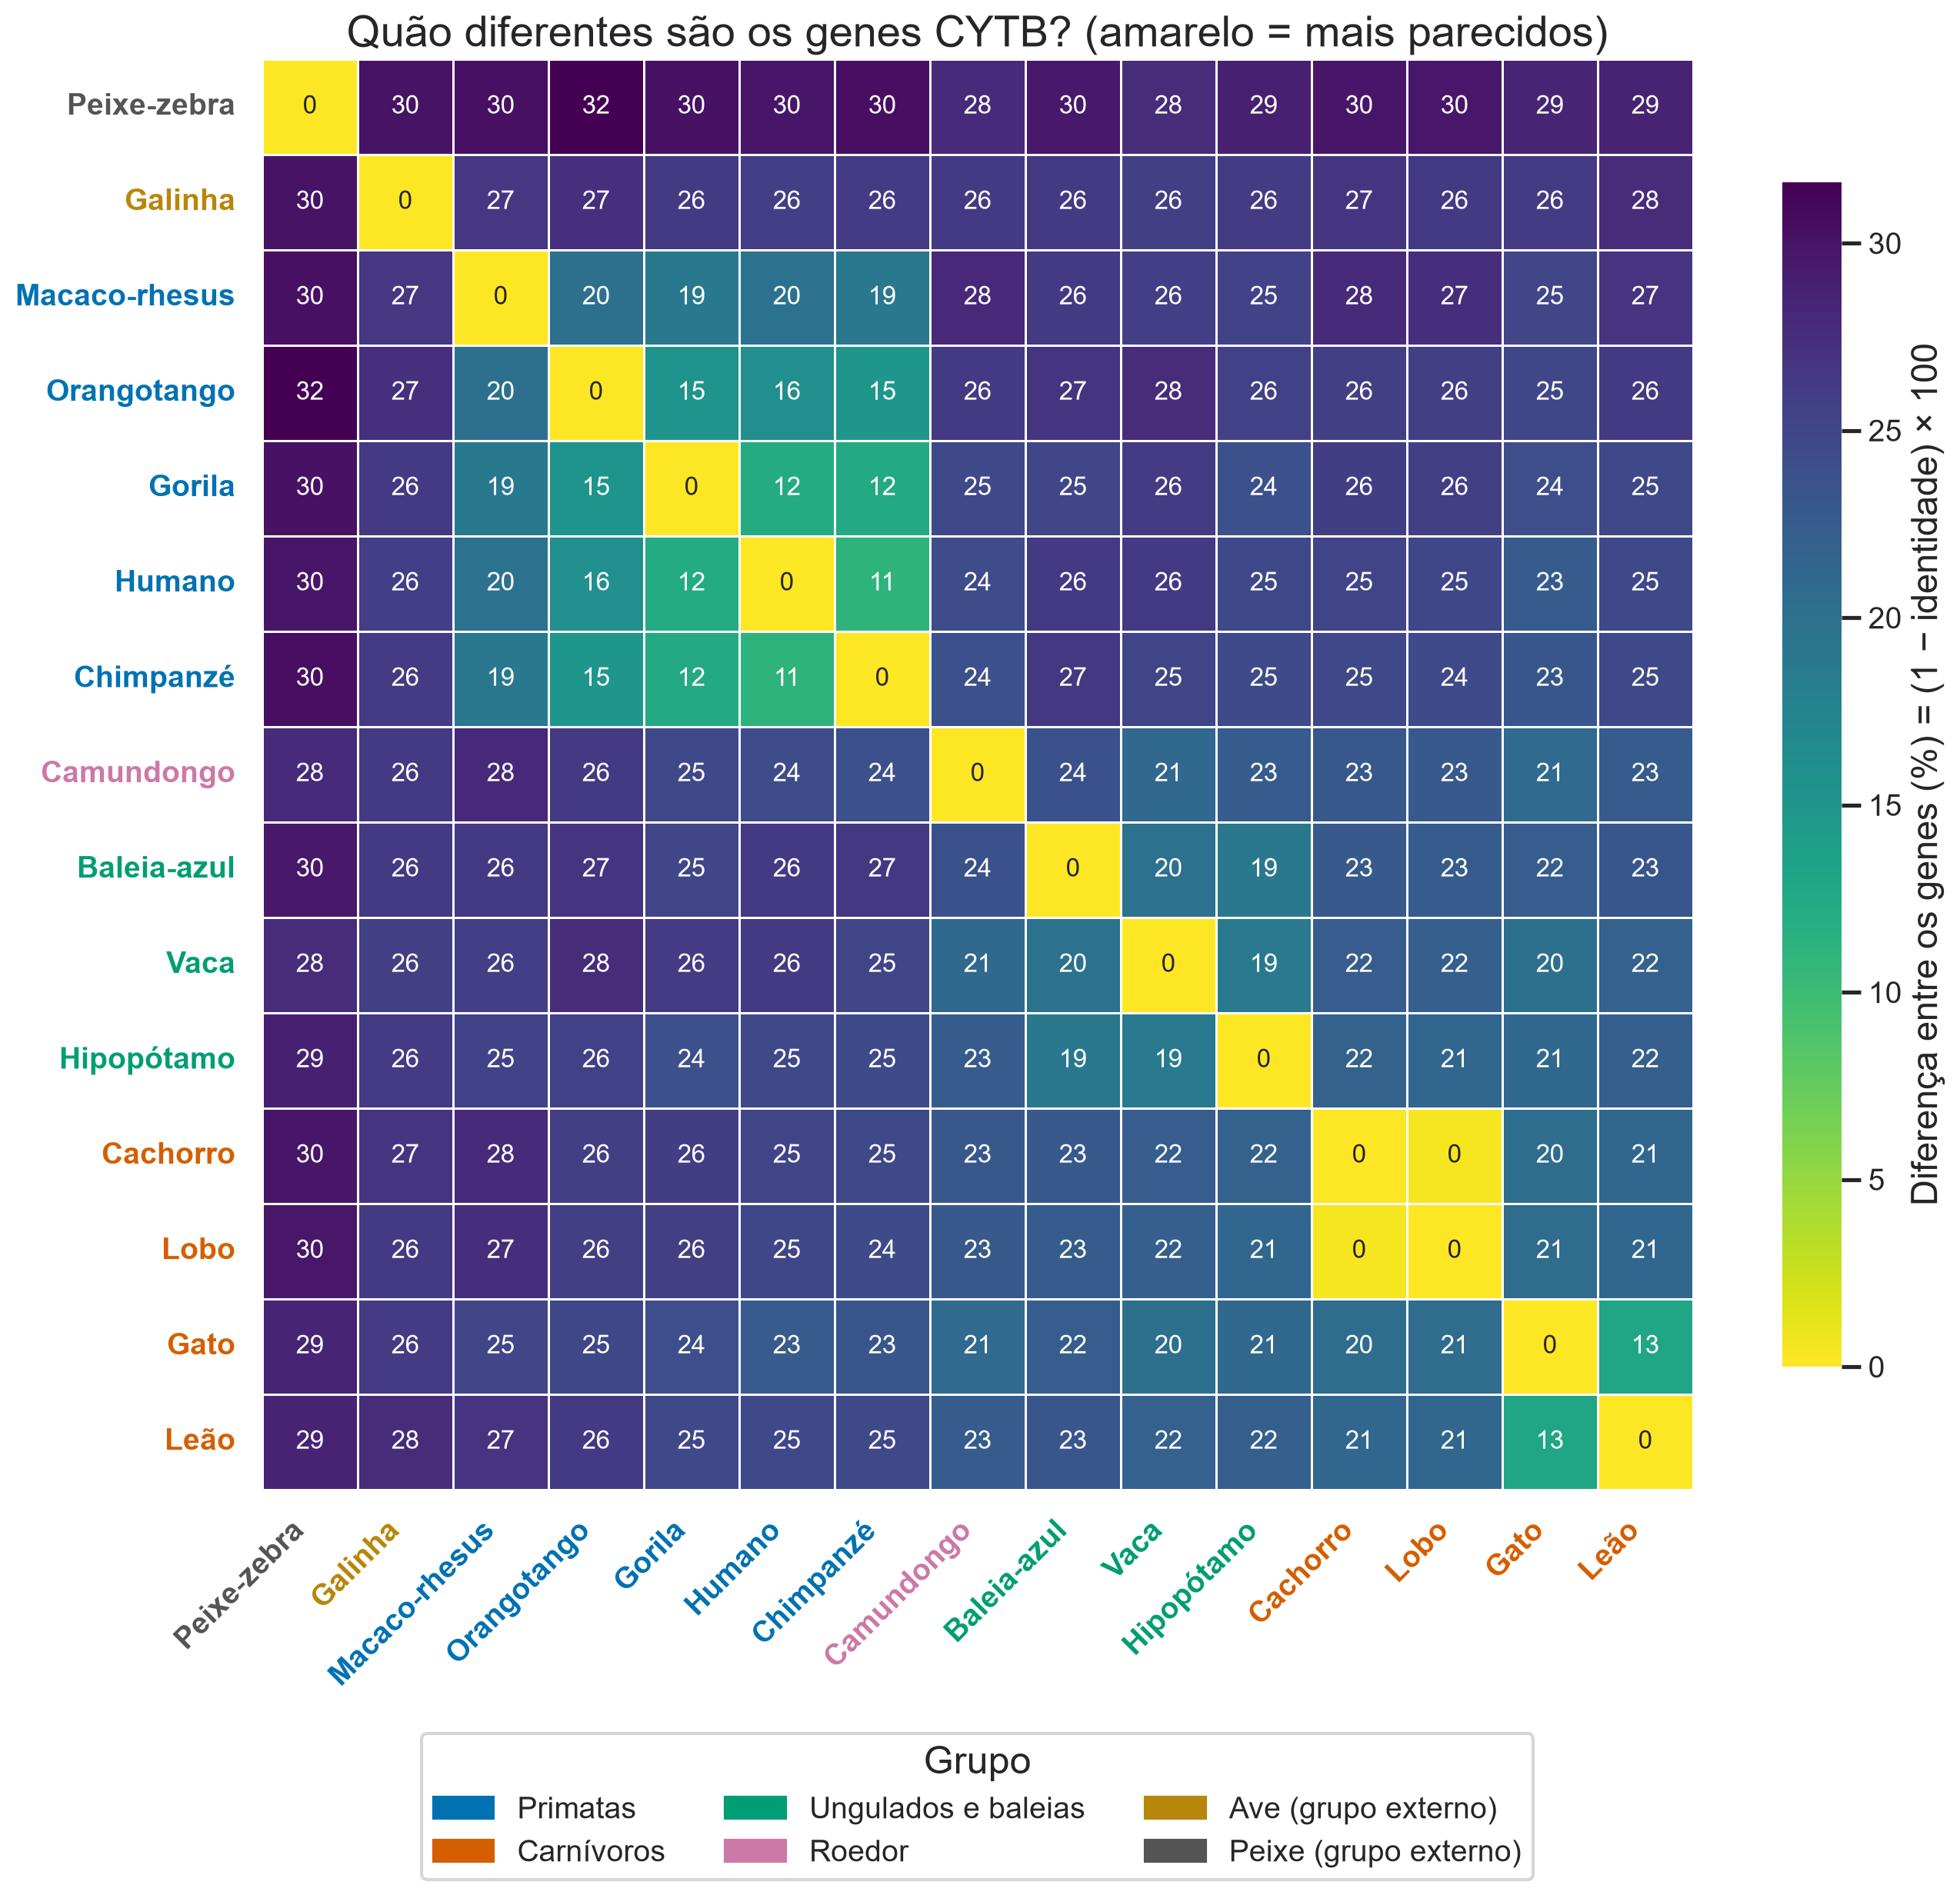 Quão diferentes são os genes CYTB? (amarelo = mais parecidos)
Peixe-zebra 0 30 30 32 30 30 30 28 30 28 29 30 30 29 29
Galinha 30 0 27 27 26 26 26 26 26 26 26 27 26 26 28
Macaco-rhesus 30 27 0 20 19 20 19 28 26 26 25 28 27 25 27
Orangotango 32 27 20 0 15 16 15 26 27 28 26 26 26 25 26
Gorila 30 26 19 15 0 12 12 25 25 26 24 26 26 24 25
Humano 30 26 20 16 12 0 11 24 26 26 25 25 25 23 25
Chimpanzé 30 26 19 15 12 11 0 24 27 25 25 25 24 23 25
Camundongo 28 26 28 26 25 24 24 0 24 21 23 23 23 21 23
Baleia-azul 30 26 26 27 25 26 27 24 0 20 19 23 23 22 23
Vaca 28 26 26 28 26 26 25 21 20 0 19 22 22 20 22
Hipopótamo 29 26 25 26 24 25 25 23 19 19 0 22 21 21 22
Cachorro 30 27 28 26 26 25 25 23 23 22 22 0 0 20 21
Lobo 30 26 27 26 26 25 24 23 23 22 21 0 0 21 21
Gato 29 26 25 25 24 23 23 21 22 20 21 20 21 0 13
Leão 29 28 27 26 25 25 25 23 23 22 22 21 21 13 0
Peixe-zebra
Galinha
Macaco-rhesus
Orangotango
Gorila
Humano
Chimpanzé
Camundongo
Baleia-azul
Vaca
Hipopótamo
Cachorro
Lobo
Gato
Leão
30
25
20
15
10
5
0
Diferença entre os genes (%) = (1 − identidade) × 100
Grupo
Primatas
Carnívoros
Ungulados e baleias
Roedor
Ave (grupo externo)
Peixe (grupo externo)